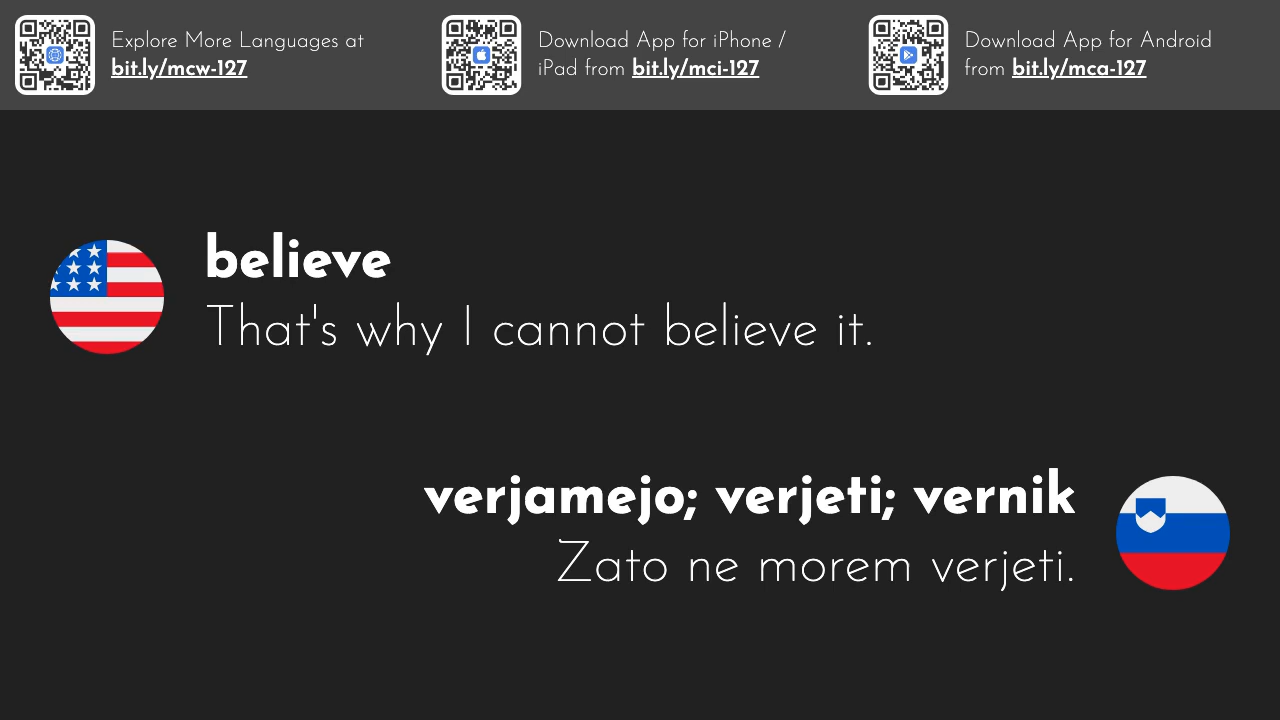 Explore More Languages at
bit.ly/mcw-127
Download App for iPhone /
iPad from bit.ly/mci-127
Download App for Android
from bit.ly/mca-127
believe
That's why I cannot believe it.
verjamejo; verjeti; vernik
Zato ne morem verjeti.